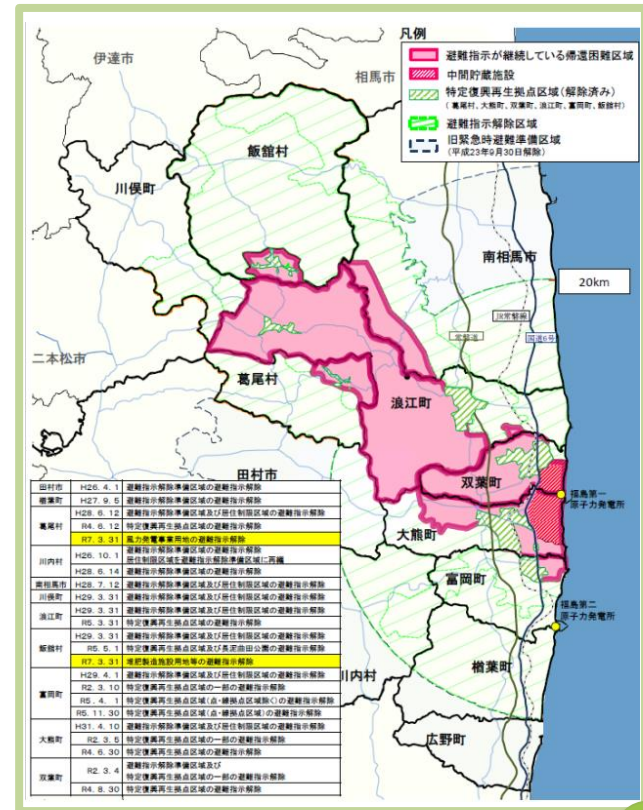 凡例
避難指示が継続している帰還困難区域
中間貯蔵施設
特定復興再生拠点区域(解除済み)
(葛尾村、大熊町、双葉町、浪江町、富岡町、飯舘村)
避難指示解除区域
旧緊急時避難準備区域
(平成23年9月30日解除)
伊達市
相馬市
飯舘村
川俣町
南相馬市
20km
JR常磐線
常磐道
国道6号
二本松市
葛尾村
浪江町
田村市
双葉町
福島第一
原子力発電所
大熊町
富岡町
福島第二
原子力発電所
川内村
楢葉町
広野町
田村市 H26. 4. 1 避難指示解除準備区域の避難指示解除
楢葉町 H27. 9. 5 避難指示解除準備区域の避難指示解除
葛尾村 H28. 6. 12 避難指示解除準備区域及び居住制限区域の避難指示解除
R4. 6. 12 特定復興再生拠点区域の避難指示解除
R7. 3. 31 風力発電事業用地の避難指示解除
川内村 H26. 10. 1 避難指示解除準備区域の避難指示解除
居住制限区域を避難指示解除準備区域に再編
H28. 6. 14 避難指示解除準備区域の避難指示解除
南相馬市 H28. 7. 12 避難指示解除準備区域及び居住制限区域の避難指示解除
川俣町 H29. 3. 31 避難指示解除準備区域及び居住制限区域の避難指示解除
浪江町 H29. 3. 31 避難指示解除準備区域及び居住制限区域の避難指示解除
R5. 3. 31 特定復興再生拠点区域の避難指示解除
飯舘村 H29. 3. 31 避難指示解除準備区域及び居住制限区域の避難指示解除
R5. 5. 1 特定復興再生拠点区域及び長泥曲田公園の避難指示解除
R7. 3. 31 堆肥製造施設用地等の避難指示解除
富岡町 H29. 4. 1 避難指示解除準備区域及び居住制限区域の避難指示解除
R2. 3. 10 特定復興再生拠点区域の一部の避難指示解除
R5. 4. 1 特定復興再生拠点区域(点・線拠点区域除く)の避難指示解除
R5. 11. 30 特定復興再生拠点区域(点・線拠点区域)の避難指示解除
大熊町 H31. 4. 10 避難指示解除準備区域及び居住制限区域の避難指示解除
R2. 3. 5 特定復興再生拠点区域の一部の避難指示解除
R4. 6. 30 特定復興再生拠点区域の避難指示解除
双葉町 R2. 3. 4 避難指示解除準備区域及び
特定復興再生拠点区域の一部の避難指示解除
R4. 8. 30 特定復興再生拠点区域の避難指示解除